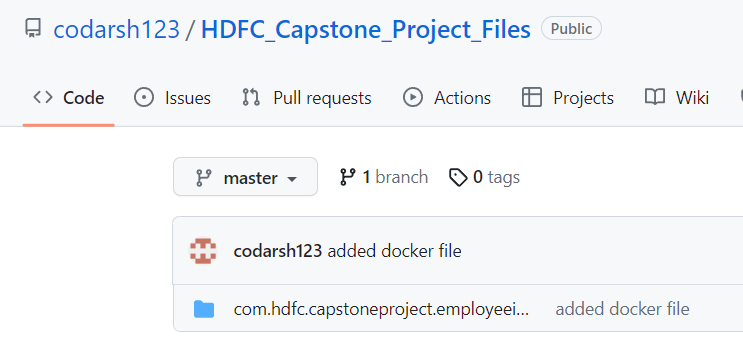 codarsh123 / HDFC_Capstone_Project_Files Public
Code Issues Pull requests Actions Projects Wiki
master 1 branch 0 tags
codarsh123 added docker file
com.hdfc.capstoneproject.employeei... added docker file